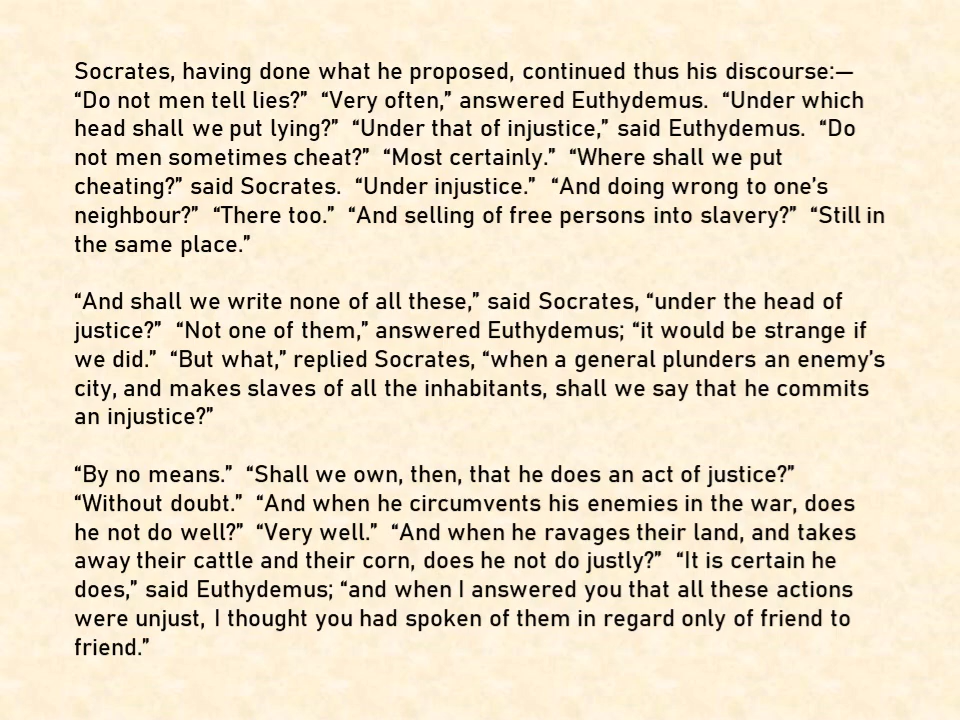 Socrates, having done what he proposed, continued thus his discourse:—
“Do not men tell lies?”  “Very often,” answered Euthydemus.  “Under which
head shall we put lying?”  “Under that of injustice,” said Euthydemus.  “Do
not men sometimes cheat?”  “Most certainly.”  “Where shall we put
cheating?” said Socrates.  “Under injustice.”  “And doing wrong to one’s
neighbour?”  “There too.”  “And selling of free persons into slavery?”  “Still in
the same place.”

“And shall we write none of all these,” said Socrates, “under the head of
justice?”  “Not one of them,” answered Euthydemus; “it would be strange if
we did.”  “But what,” replied Socrates, “when a general plunders an enemy’s
city, and makes slaves of all the inhabitants, shall we say that he commits
an injustice?”

“By no means.”  “Shall we own, then, that he does an act of justice?”
“Without doubt.”  “And when he circumvents his enemies in the war, does
he not do well?”  “Very well.”  “And when he ravages their land, and takes
away their cattle and their corn, does he not do justly?”  “It is certain he
does,” said Euthydemus; “and when I answered you that all these actions
were unjust, I thought you had spoken of them in regard only of friend to
friend.”